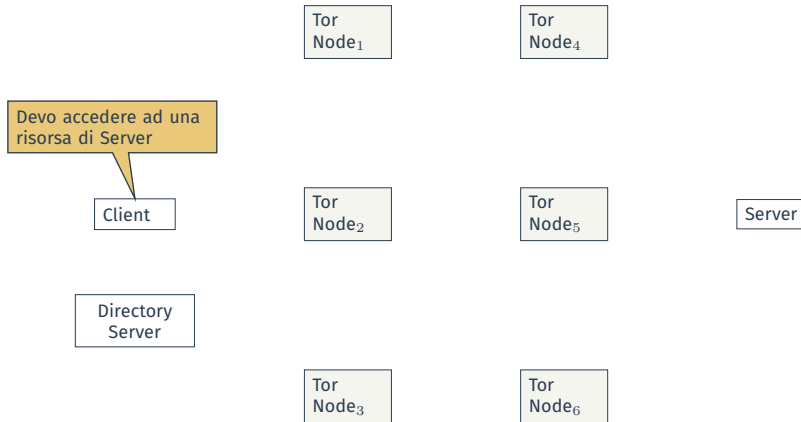 Tor
Node₁
Tor
Node₄
Devo accedere ad una
risorsa di Server
Client
Tor
Node₂
Tor
Node₅
Server
Directory
Server
Tor
Node₃
Tor
Node₆